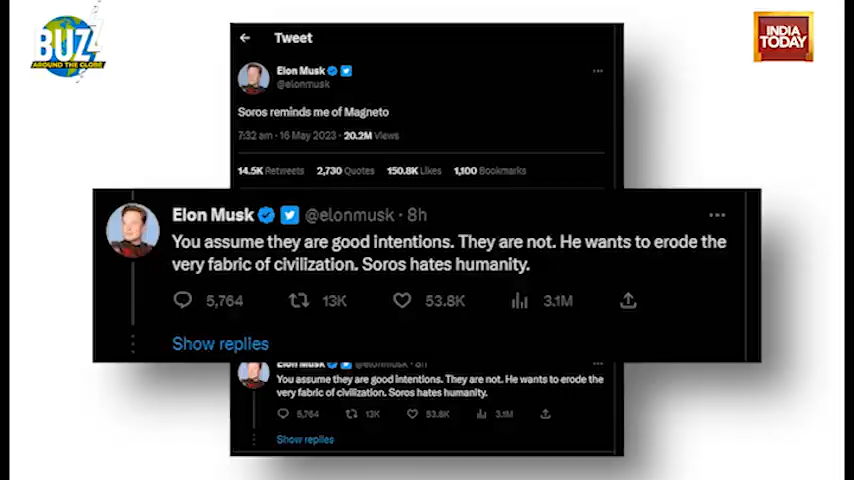 BUZZ
AROUND THE GLOBE
INDIA
TODAY
Tweet
Elon Musk
@elonmusk
Soros reminds me of Magneto
7:32 am · 16 May 2023 · 20.2M Views
14.5K Retweets 2,730 Quotes 150.8K Likes 1,100 Bookmarks
Elon Musk @elonmusk · 8h
You assume they are good intentions. They are not. He wants to erode the
very fabric of civilization. Soros hates humanity.
5,764 13K 53.8K 3.1M
Show replies
Elon Musk @elonmusk · 8h
You assume they are good intentions. They are not. He wants to erode the
very fabric of civilization. Soros hates humanity.
5,764 13K 53.8K 3.1M
Show replies